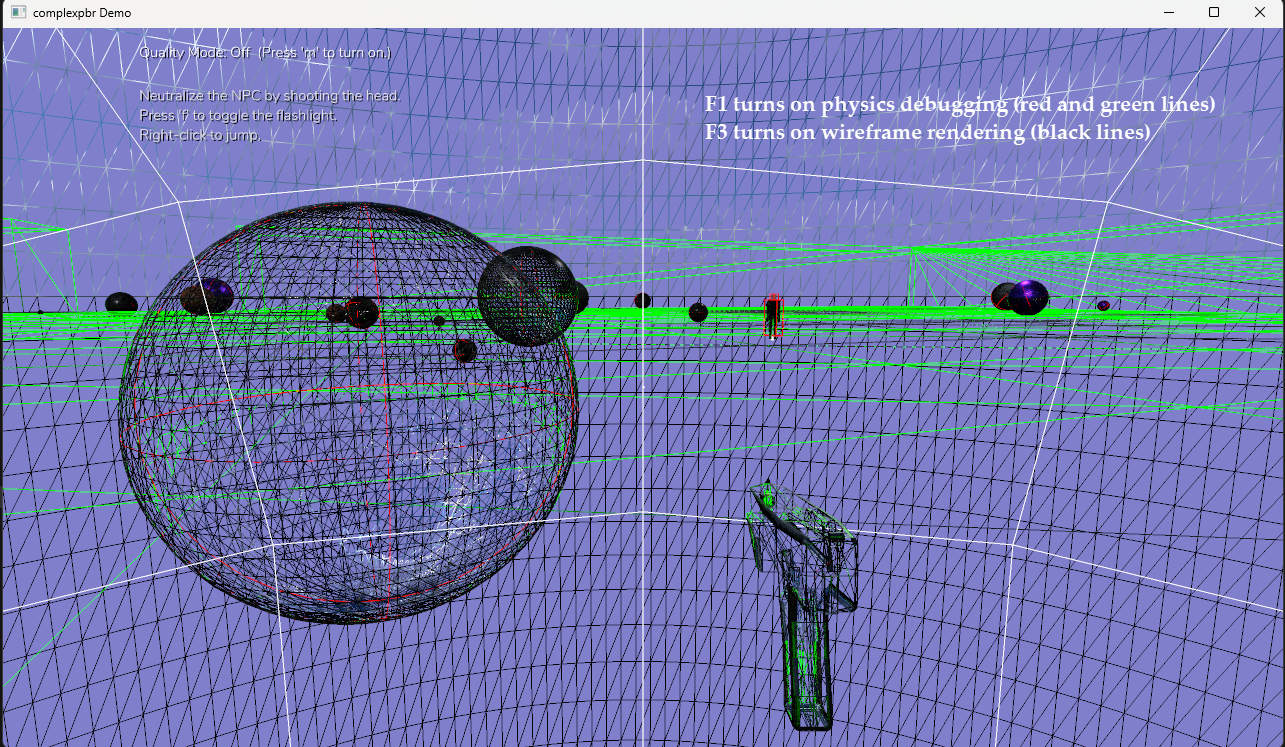 complexpbr Demo
Quality Mode: Off (Press 'm' to turn on.)
Neutralize the NPC by shooting the head.
Press 'f' to toggle the flashlight.
Right-click to jump.
F1 turns on physics debugging (red and green lines)
F3 turns on wireframe rendering (black lines)